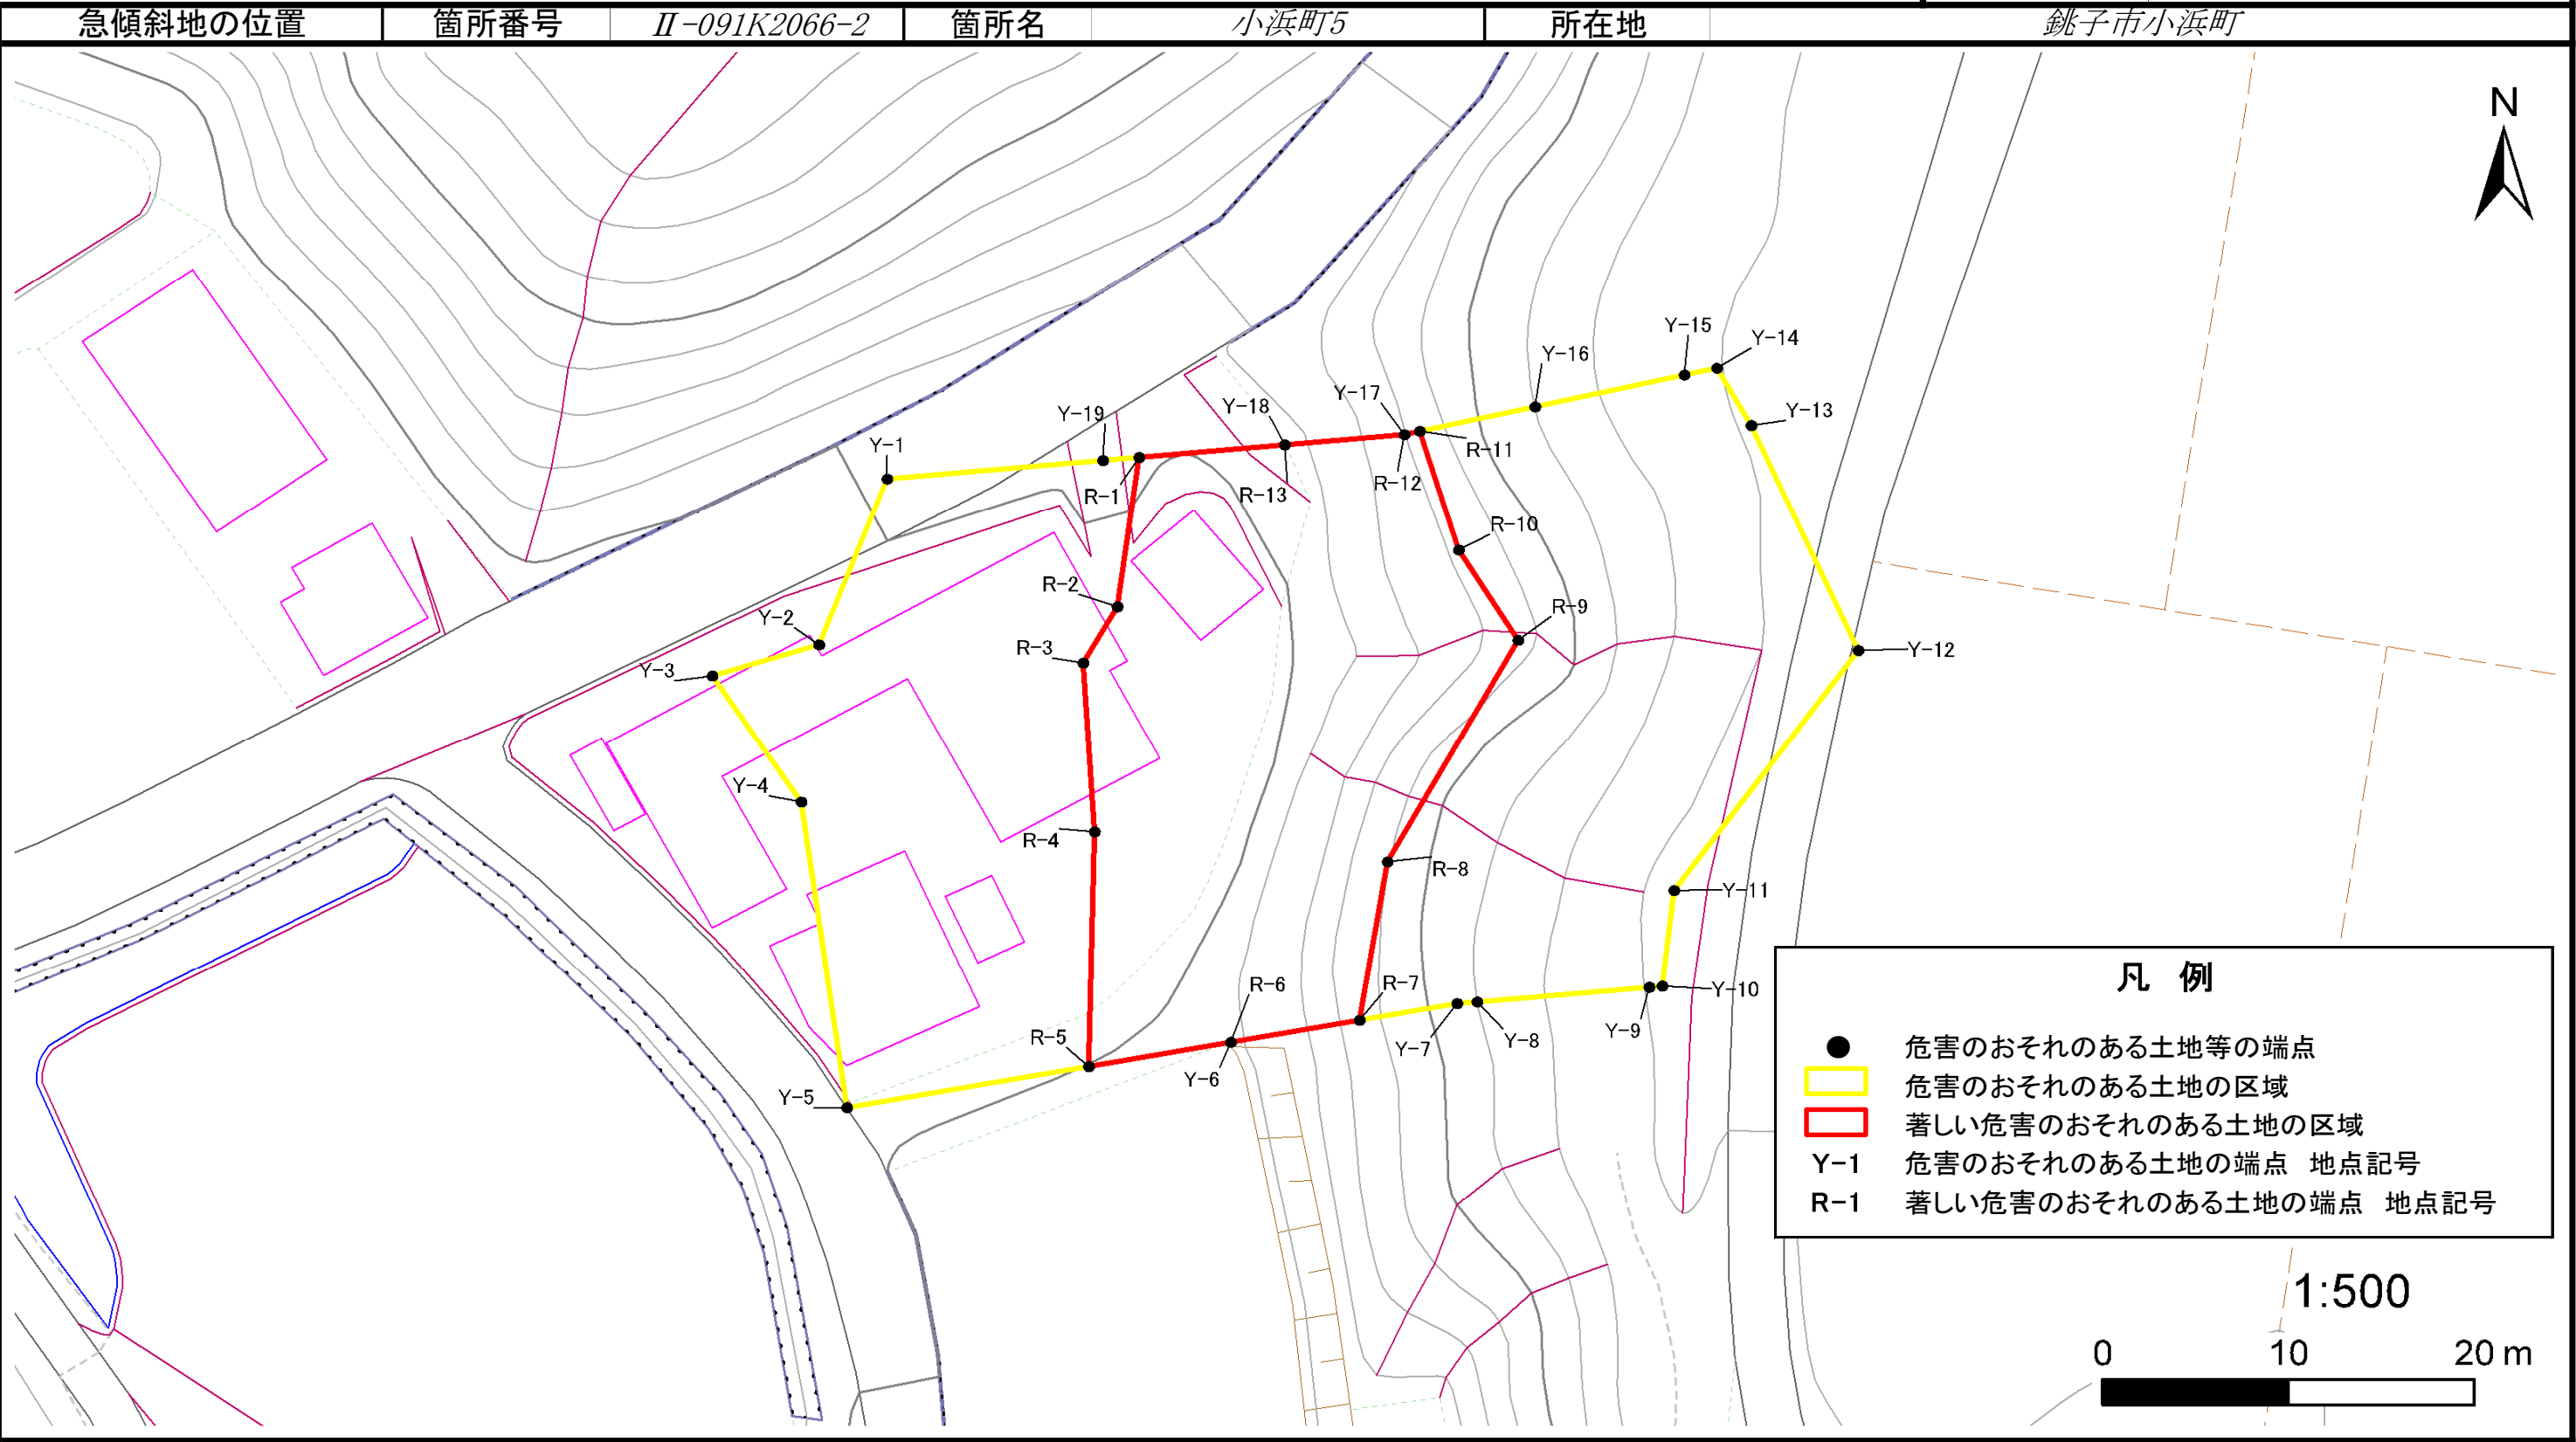 急傾斜地の位置 箇所番号 Ⅱ-091K2066-2 箇所名 小浜町5 所在地 銚子市小浜町
N
Y-15
Y-14
Y-16
Y-17
Y-13
Y-18
Y-19
Y-1
R-11
R-12
R-1
R-13
R-10
R-2
R-9
Y-2
R-3
Y-12
Y-3
Y-4
R-4
R-8
Y-11
R-6
R-7
Y-10
Y-9
R-5
Y-7
Y-8
Y-6
Y-5
凡 例
危害のおそれのある土地等の端点
危害のおそれのある土地の区域
著しい危害のおそれのある土地の区域
Y-1 危害のおそれのある土地の端点 地点記号
R-1 著しい危害のおそれのある土地の端点 地点記号
1:500
0 10 20 m